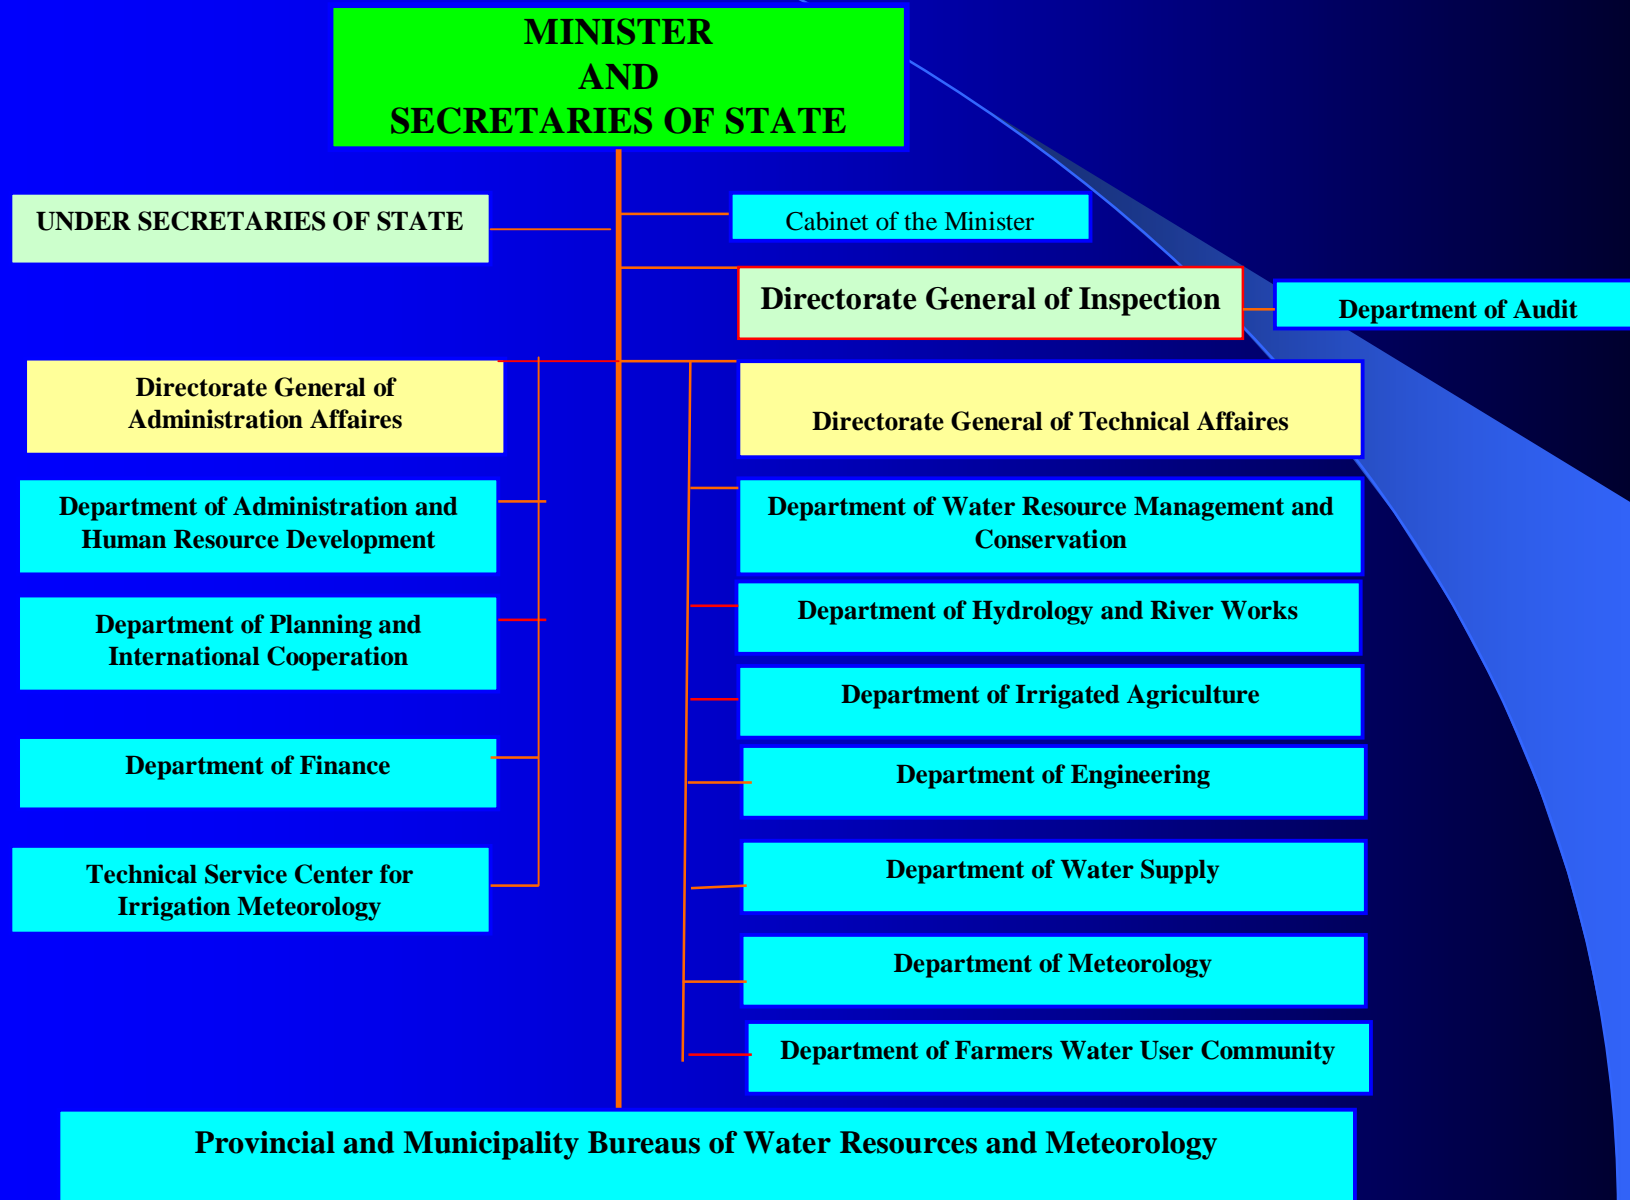 MINISTER
AND
SECRETARIES OF STATE
UNDER SECRETARIES OF STATE
Cabinet of the Minister
Directorate General of Inspection
Department of Audit
Directorate General of
Administration Affaires
Directorate General of Technical Affaires
Department of Administration and
Human Resource Development
Department of Planning and
International Cooperation
Department of Finance
Technical Service Center for
Irrigation Meteorology
Department of Water Resource Management and
Conservation
Department of Hydrology and River Works
Department of Irrigated Agriculture
Department of Engineering
Department of Water Supply
Department of Meteorology
Department of Farmers Water User Community
Provincial and Municipality Bureaus of Water Resources and Meteorology